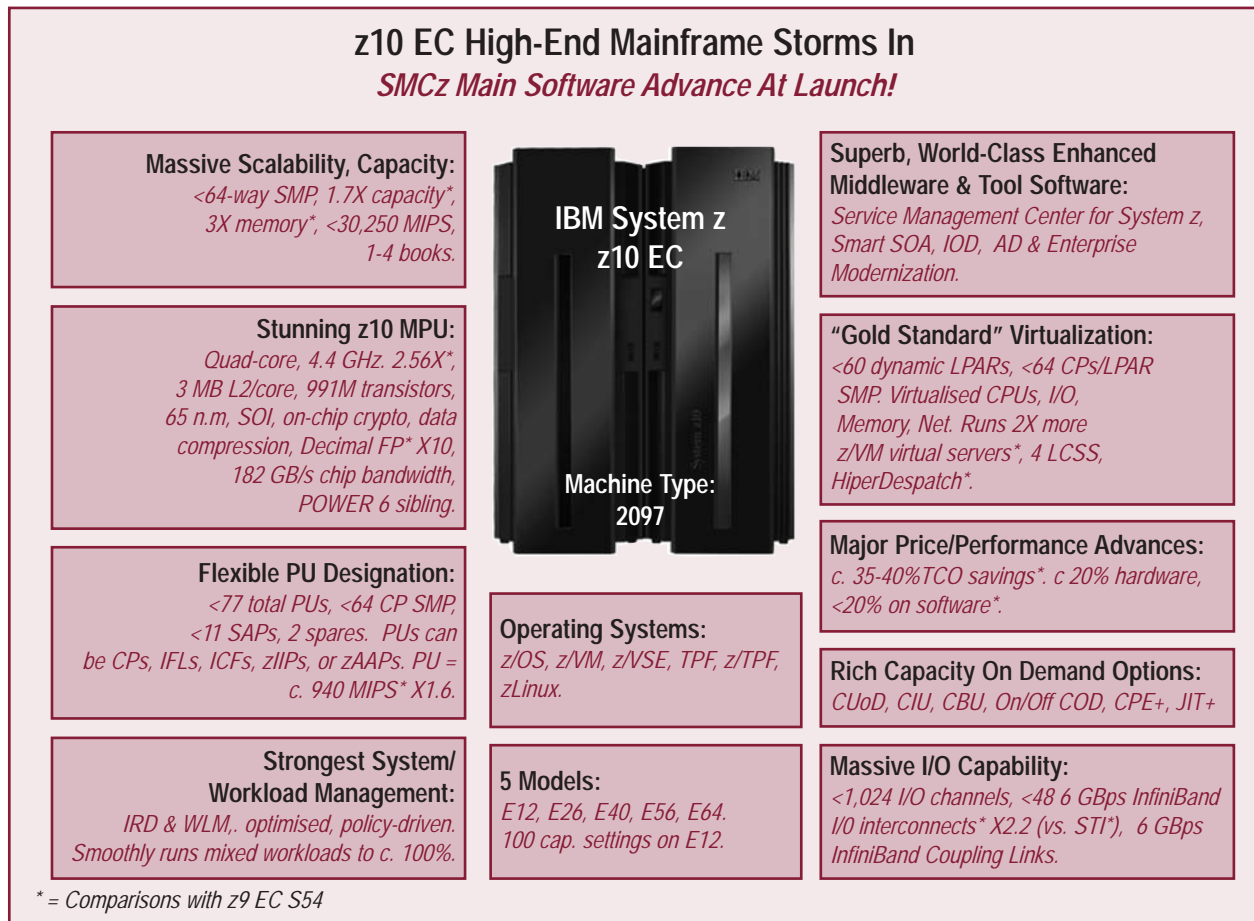 z10 EC High-End Mainframe Storms In
SMCz Main Software Advance At Launch!
Massive Scalability, Capacity:
<64-way SMP, 1.7X capacity*,
3X memory*, <30,250 MIPS,
1-4 books.
Stunning z10 MPU:
Quad-core, 4.4 GHz. 2.56X*,
3 MB L2/core, 991M transistors,
65 n.m, SOI, on-chip crypto, data
compression, Decimal FP* X10,
182 GB/s chip bandwidth,
POWER 6 sibling.
Flexible PU Designation:
<77 total PUs, <64 CP SMP,
<11 SAPs, 2 spares. PUs can
be CPs, IFLs, ICFs, zIIPs, or zAAPs. PU =
c. 940 MIPS* X1.6.
Strongest System/
Workload Management:
IRD & WLM,. optimised, policy-driven.
Smoothly runs mixed workloads to c. 100%.
IBM
IBM System z
z10 EC
System z10
Machine Type:
2097
Operating Systems:
z/OS, z/VM, z/VSE, TPF, z/TPF,
zLinux.
5 Models:
E12, E26, E40, E56, E64.
100 cap. settings on E12.
Superb, World-Class Enhanced
Middleware & Tool Software:
Service Management Center for System z,
Smart SOA, IOD, AD & Enterprise
Modernization.
“Gold Standard” Virtualization:
<60 dynamic LPARs, <64 CPs/LPAR
SMP. Virtualised CPUs, I/O,
Memory, Net. Runs 2X more
z/VM virtual servers*, 4 LCSS,
HiperDespatch*.
Major Price/Performance Advances:
c. 35-40%TCO savings*. c 20% hardware,
<20% on software*.
Rich Capacity On Demand Options:
CUoD, CIU, CBU, On/Off COD, CPE+, JIT+
Massive I/O Capability:
<1,024 I/O channels, <48 6 GBps InfiniBand
I/0 interconnects* X2.2 (vs. STI*), 6 GBps
InfiniBand Coupling Links.
* = Comparisons with z9 EC S54